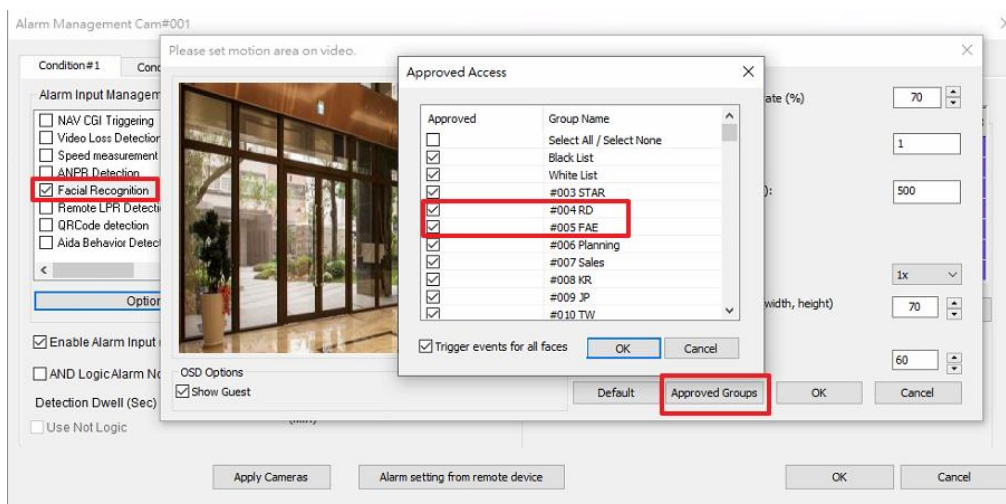 Alarm Management Cam#001
Please set motion area on video.
Condition#1
Approved Access
Alarm Input Managem
NAV CGI Triggering
Video Loss Detection
Speed measurement
ANPR Detection
Facial Recognition
Remote LPR Detecti
QRCode detection
Aida Behavior Detect
Option
Enable Alarm Input
AND Logic Alarm No
Detection Dwell (Sec)
Use Not Logic
Approved Group Name
Select All / Select None
Black List
White List
#003 STAR
#004 RD
#005 FAE
#006 Planning
#007 Sales
#008 KR
#009 JP
#010 TW
Trigger events for all faces OK Cancel
ate (%) 70
1
): 500
1x
width, height) 70
60
OSD Options
Show Guest
Default Approved Groups OK Cancel
Apply Cameras Alarm setting from remote device OK Cancel